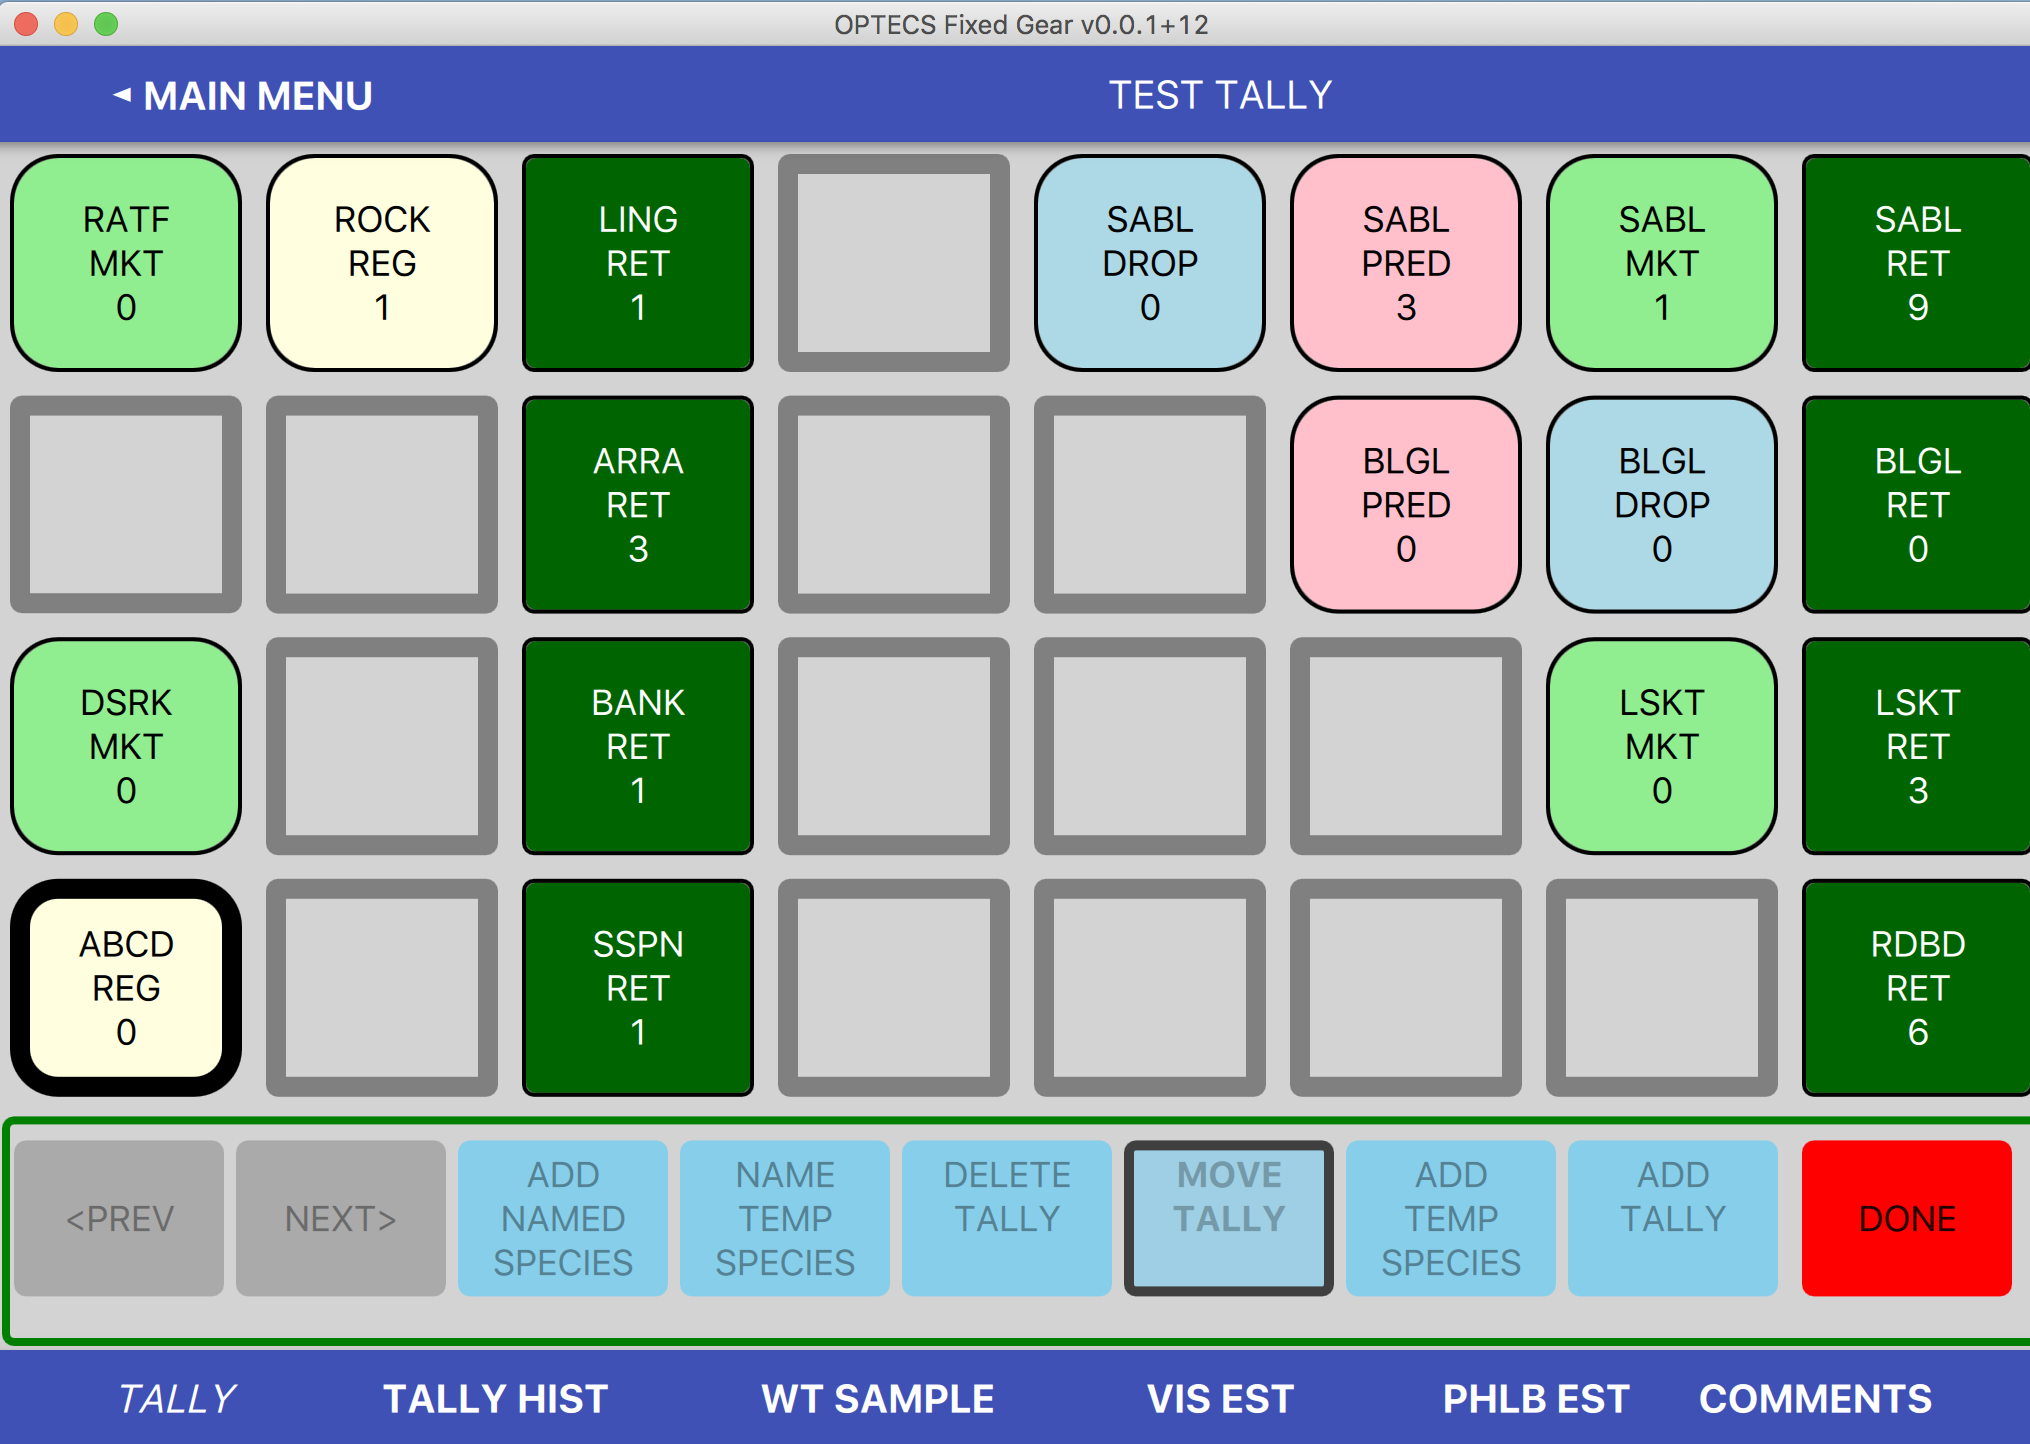 OPTECS Fixed Gear v0.0.1+12
◄ MAIN MENU
TEST TALLY
RATF
MKT
0
ROCK
REG
1
LING
RET
1
SABL
DROP
0
SABL
PRED
3
SABL
MKT
1
SABL
RET
9
ARRA
RET
3
BLGL
PRED
0
BLGL
DROP
0
BLGL
RET
0
DSRK
MKT
0
BANK
RET
1
LSKT
MKT
0
LSKT
RET
3
ABCD
REG
0
SSPN
RET
1
RDBD
RET
6
<PREV
NEXT>
ADD
NAMED
SPECIES
NAME
TEMP
SPECIES
DELETE
TALLY
MOVE
TALLY
ADD
TEMP
SPECIES
ADD
TALLY
DONE
TALLY
TALLY HIST
WT SAMPLE
VIS EST
PHLB EST
COMMENTS